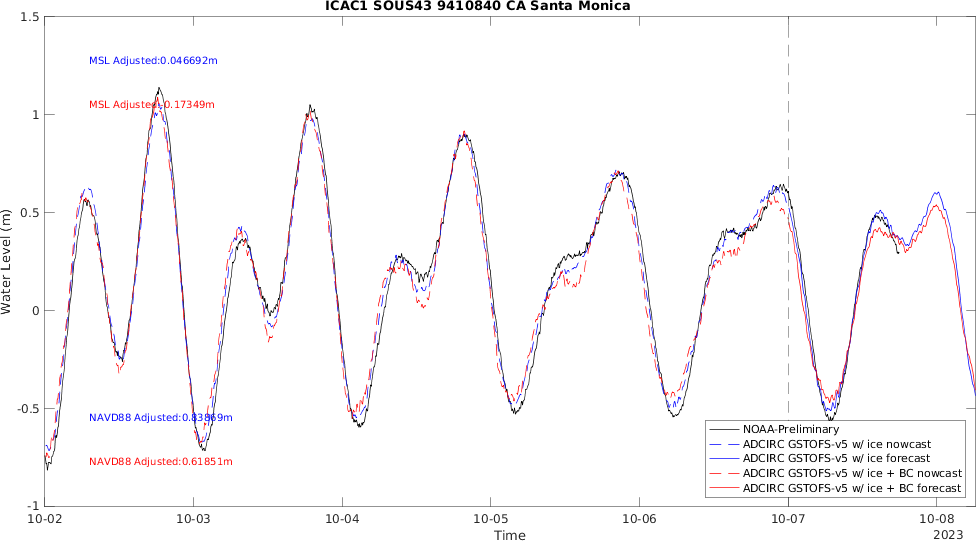 ICAC1 SOUS43 9410840 CA Santa Monica
1.5
MSL Adjusted:0.046692m
MSL Adjusted:-0.17349m
1
0.5
Water Level (m)
0
-0.5
NAVD88 Adjusted:0.83869m
NAVD88 Adjusted:0.61851m
-1
NOAA-Preliminary
ADCIRC GSTOFS-v5 w/ ice nowcast
ADCIRC GSTOFS-v5 w/ ice forecast
ADCIRC GSTOFS-v5 w/ ice + BC nowcast
ADCIRC GSTOFS-v5 w/ ice + BC forecast
10-02 10-03 10-04 10-05 10-06 10-07 10-08
Time
2023